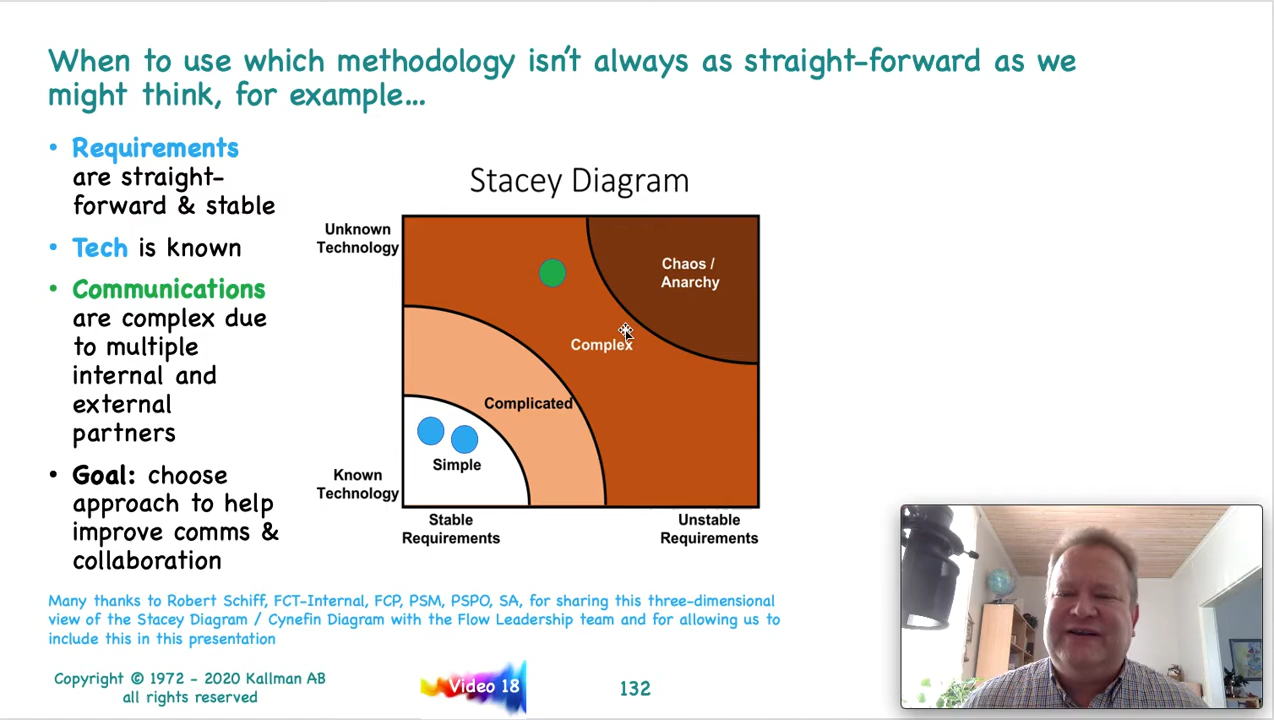 When to use which methodology isn't always as straight-forward as we
might think, for example...
• Requirements
are straight-
forward & stable
• Tech is known
• Communications
are complex due
to multiple
internal and
external
partners
• Goal: choose
approach to help
improve comms &
collaboration
Stacey Diagram
Unknown
Technology
Chaos /
Anarchy
Complex
Complicated
Simple
Known
Technology
Stable
Requirements
Unstable
Requirements
Many thanks to Robert Schiff, FCT-Internal, FCP, PSM, PSPO, SA, for sharing this three-dimensional
view of the Stacey Diagram / Cynefin Diagram with the Flow Leadership team and for allowing us to
include this in this presentation
Copyright © 1972 - 2020 Kallman AB
all rights reserved
Video 18
132